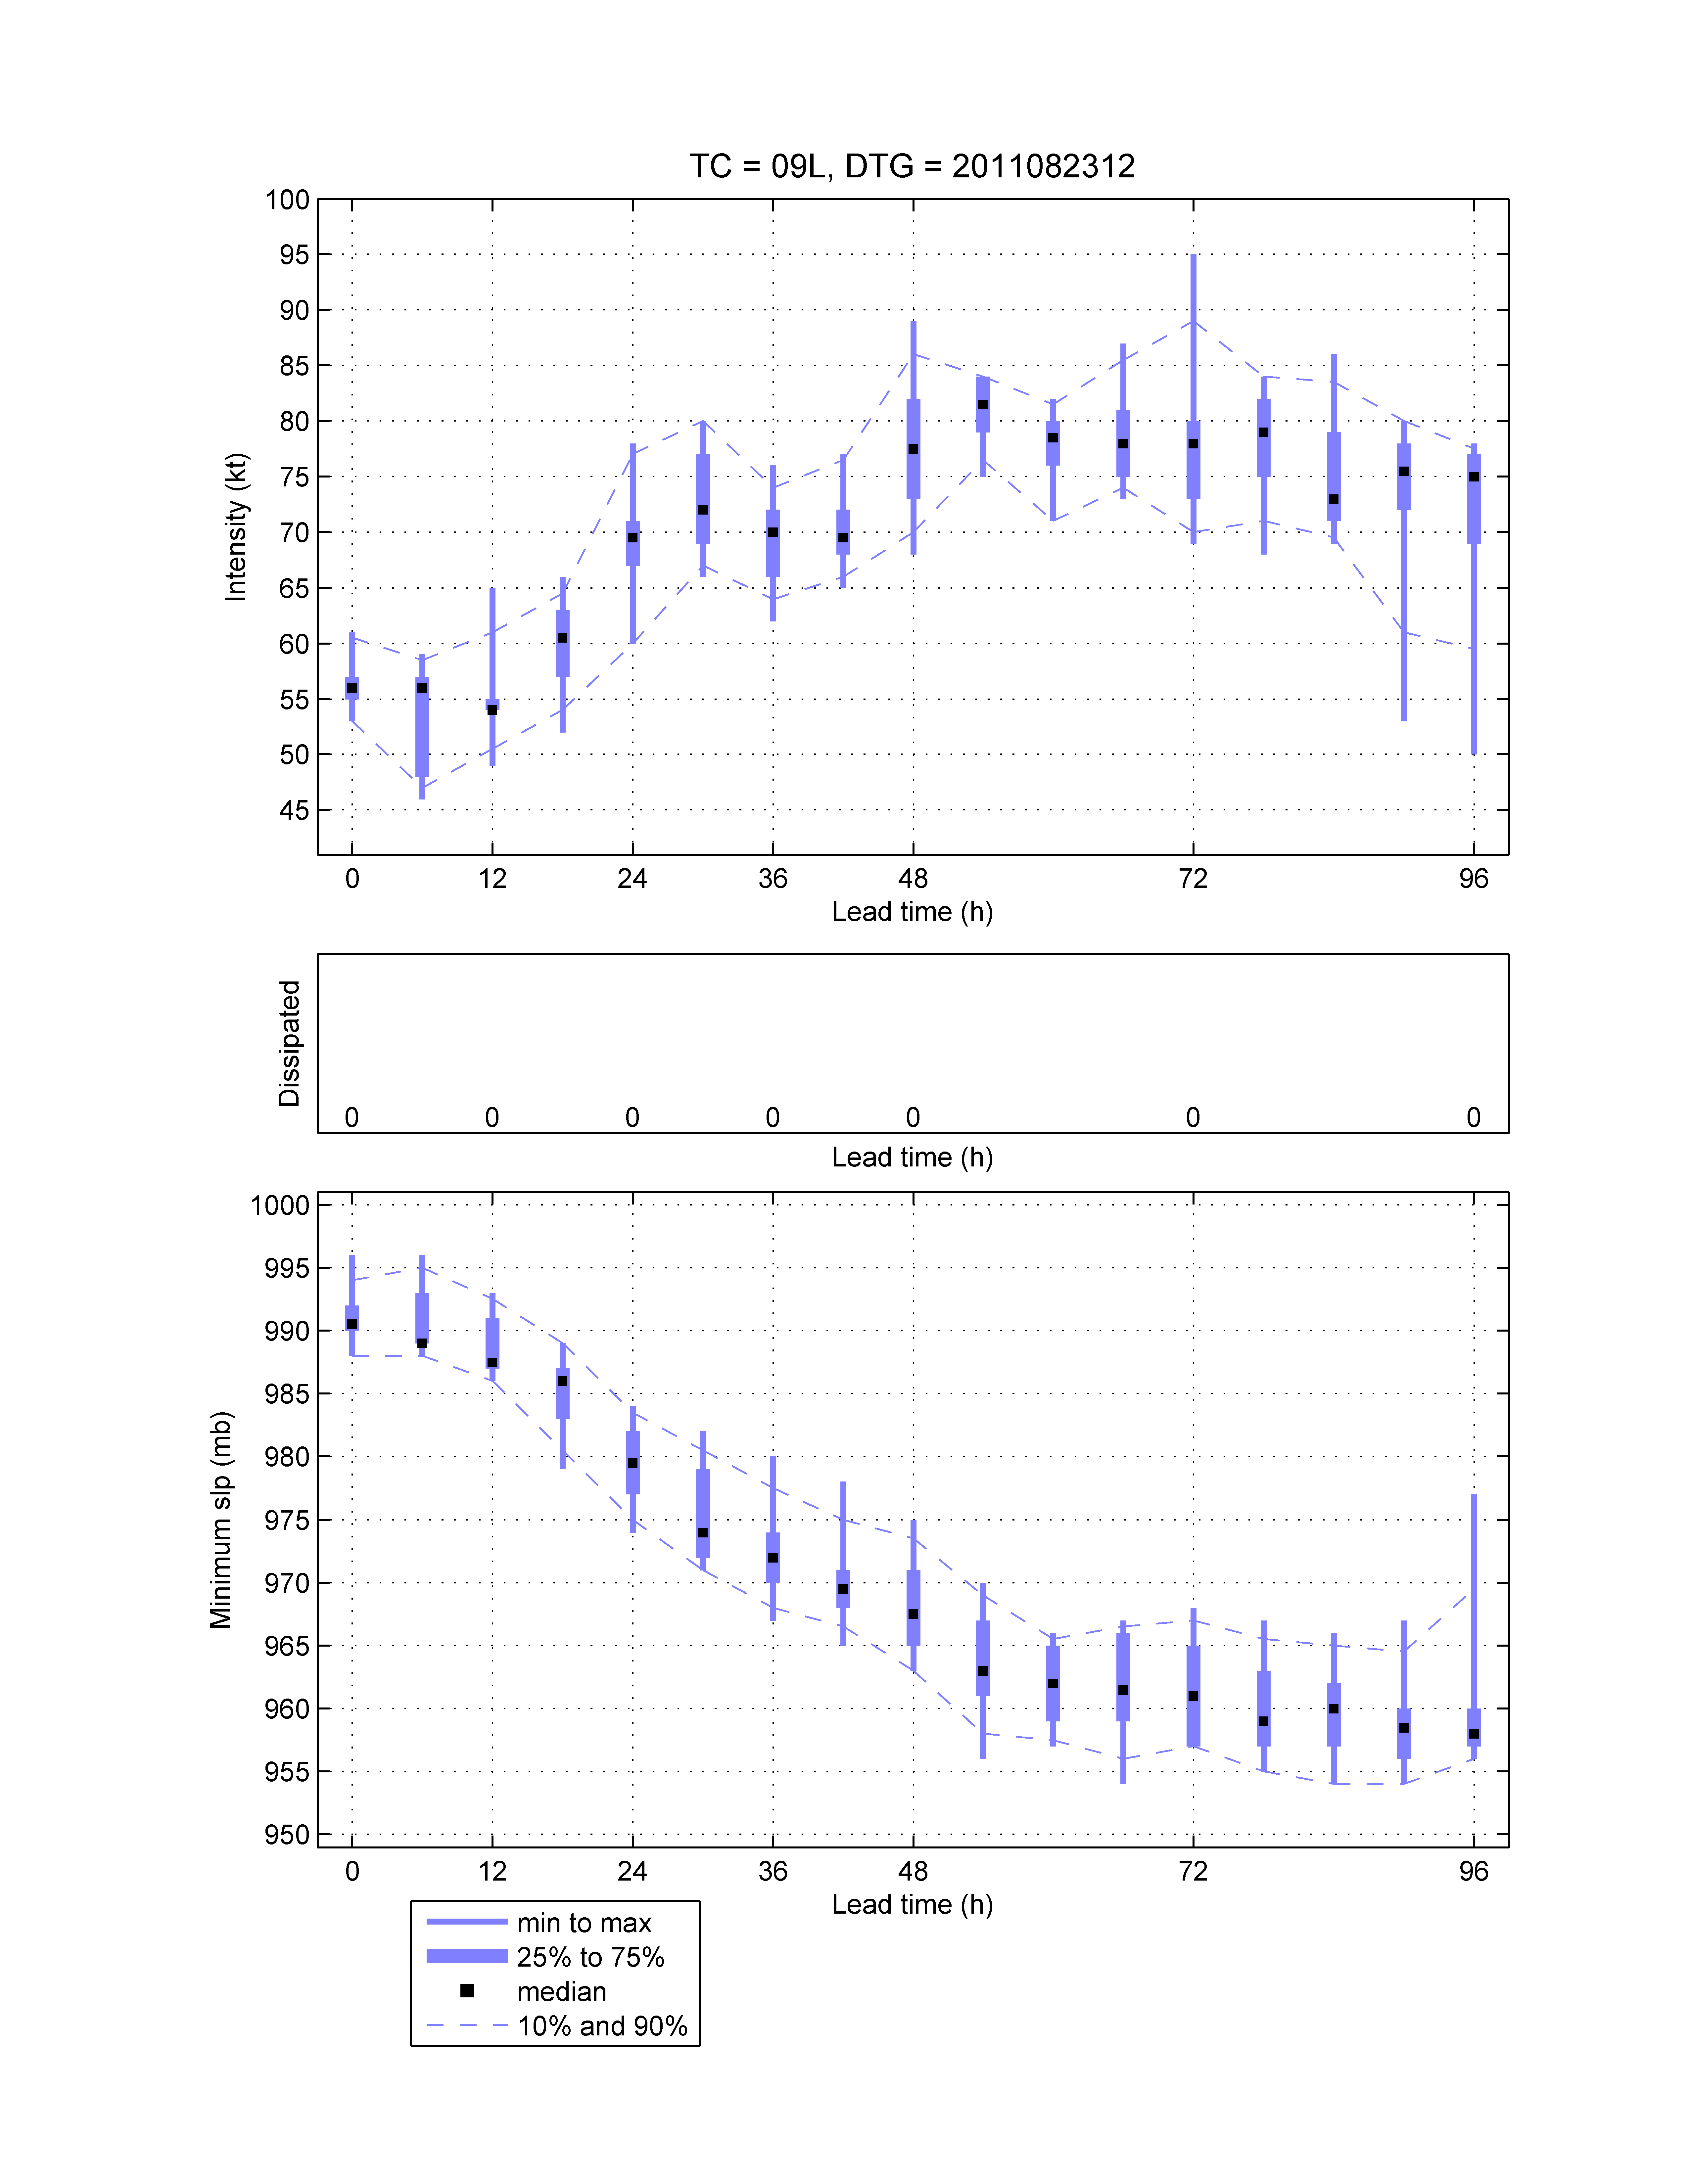 TC = 09L, DTG = 2011082312
100
95
90
85
80
75
70
65
60
55
50
45
Intensity (kt)
0 12 24 36 48 72 96
Lead time (h)
Dissipated
0 0 0 0 0 0 0
Lead time (h)
1000
995
990
985
980
975
970
965
960
955
950
Minimum slp (mb)
0 12 24 36 48 72 96
Lead time (h)
min to max
25% to 75%
median
10% and 90%